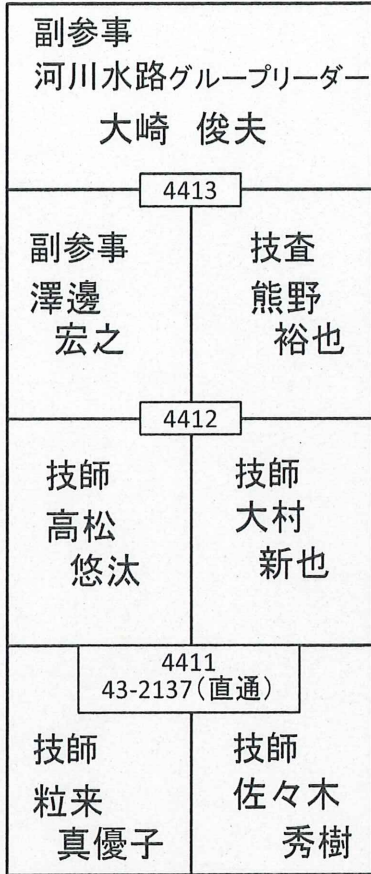 副参事
河川水路グループリーダー
大崎 俊夫
4413
副参事
澤邊
宏之
技査
熊野
裕也
4412
技師
高松
悠汰
技師
大村
新也
4411
43-2137(直通)
技師
粒来
真優子
技師
佐々木
秀樹